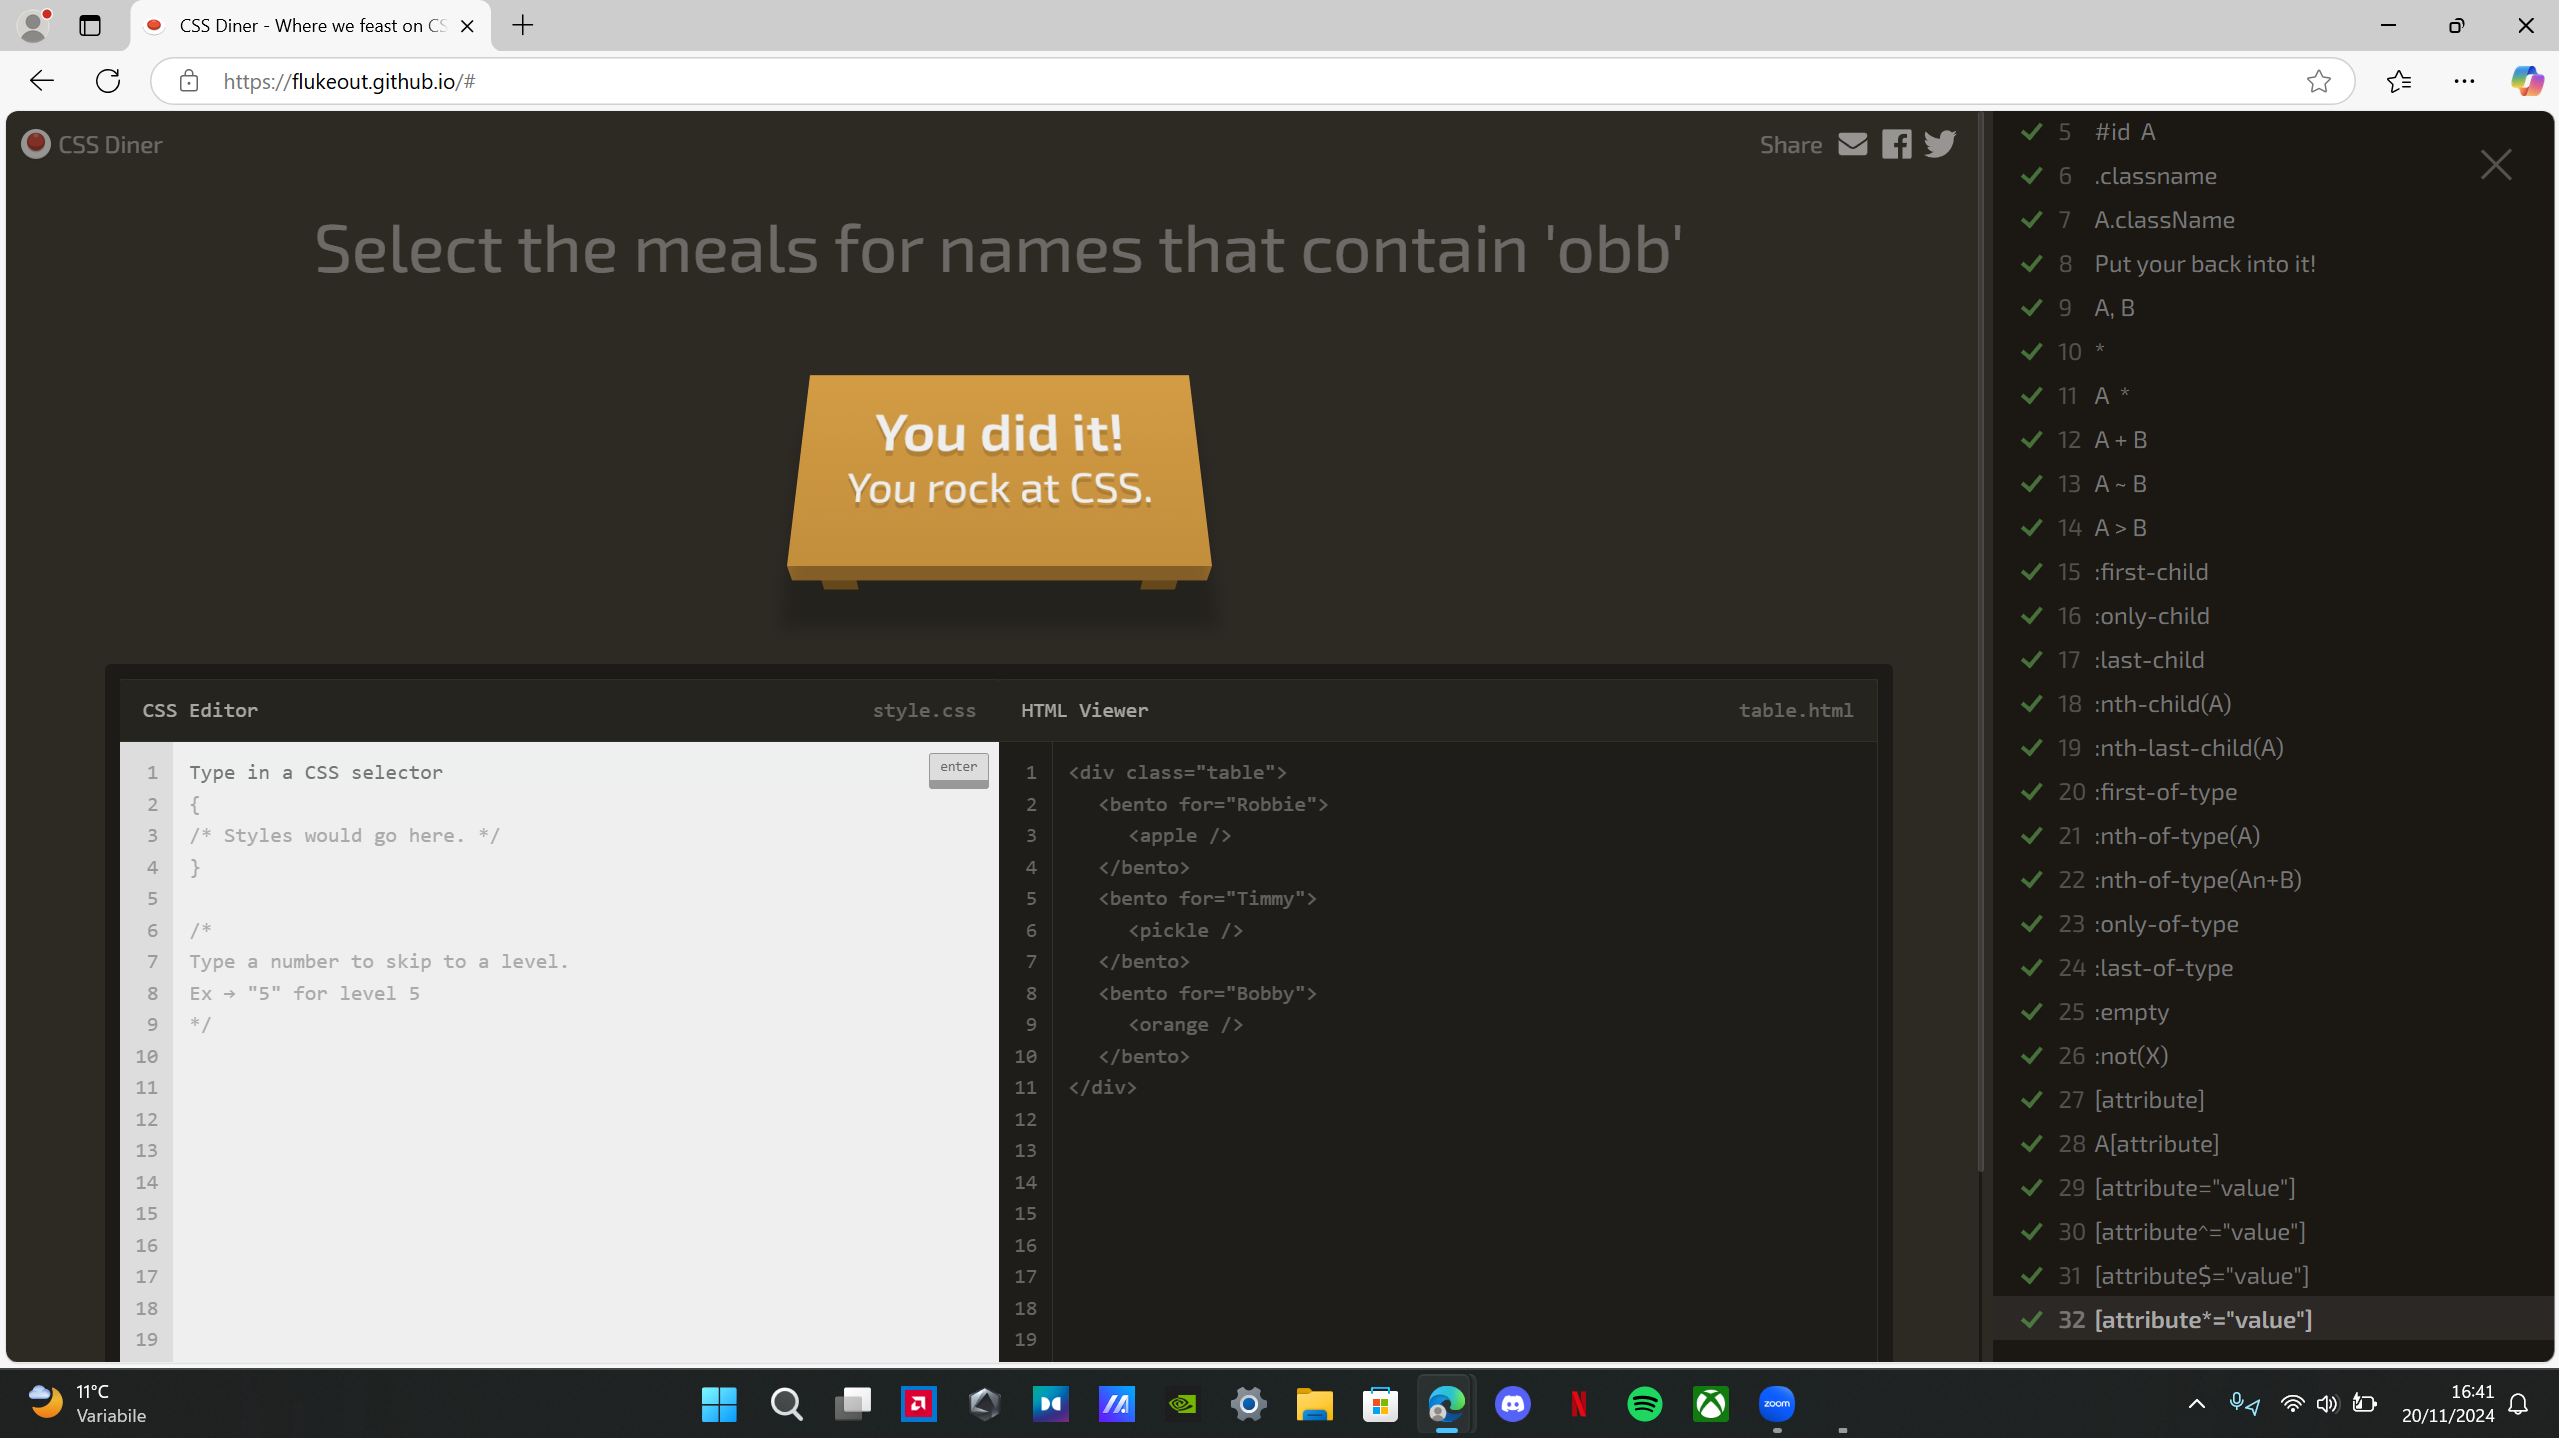 CSS Diner - Where we feast on CS
https://flukeout.github.io/#
CSS Diner
Share
Select the meals for names that contain 'obb'
You did it!
You rock at CSS.
CSS Editor
style.css
1 Type in a CSS selector
enter
2 {
3 /* Styles would go here. */
4 }
5
6 /*
7 Type a number to skip to a level.
8 Ex → "5" for level 5
9 */
10
11
12
13
14
15
16
17
18
19
HTML Viewer
table.html
1 <div class="table">
2 <bento for="Robbie">
3 <apple />
4 </bento>
5 <bento for="Timmy">
6 <pickle />
7 </bento>
8 <bento for="Bobby">
9 <orange />
10 </bento>
11 </div>
12
13
14
15
16
17
18
19
5 #id A
6 .classname
7 A.className
8 Put your back into it!
9 A, B
10 *
11 A *
12 A + B
13 A ~ B
14 A > B
15 :first-child
16 :only-child
17 :last-child
18 :nth-child(A)
19 :nth-last-child(A)
20 :first-of-type
21 :nth-of-type(A)
22 :nth-of-type(An+B)
23 :only-of-type
24 :last-of-type
25 :empty
26 :not(X)
27 [attribute]
28 A[attribute]
29 [attribute="value"]
30 [attribute^="value"]
31 [attribute$="value"]
32 [attribute*="value"]
11°C
Variabile
zoom
16:41
20/11/2024